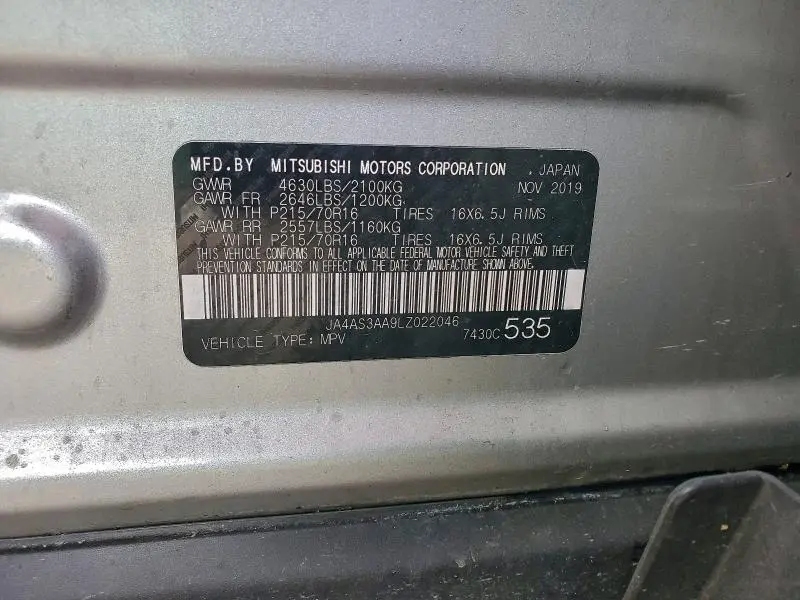 MFD.BY MITSUBISHI MOTORS CORPORATION . JAPAN
GVWR 4630LBS/2100KG NOV 2019
GAWR FR 2646LBS/1200KG
WITH P215/70R16 TIRES 16X6.5J RIMS
GAWR RR 2557LBS/1160KG
WITH P215/70R16 TIRES 16X6.5J RIMS
THIS VEHICLE CONFORMS TO ALL APPLICABLE FEDERAL MOTOR VEHICLE SAFETY AND THEFT
PREVENTION STANDARDS IN EFFECT ON THE DATE OF MANUFACTURE SHOWN ABOVE.
JA4AS3AA9LZ022046
VEHICLE TYPE: MPV 7430C 535